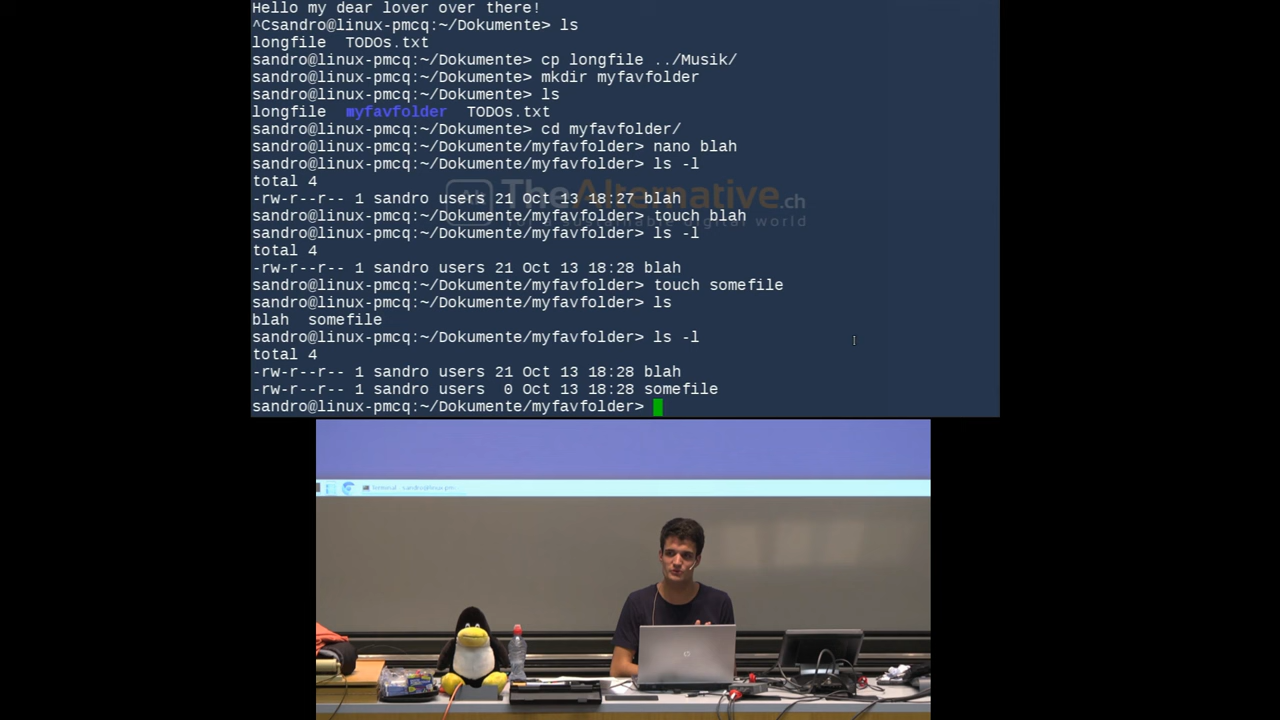 Hello my dear lover over there!
^Csandro@linux-pmcq:~/Dokumente> ls
longfile  TODOs.txt
sandro@linux-pmcq:~/Dokumente> cp longfile ../Musik/
sandro@linux-pmcq:~/Dokumente> mkdir myfavfolder
sandro@linux-pmcq:~/Dokumente> ls
longfile  myfavfolder  TODOs.txt
sandro@linux-pmcq:~/Dokumente> cd myfavfolder/
sandro@linux-pmcq:~/Dokumente/myfavfolder> nano blah
sandro@linux-pmcq:~/Dokumente/myfavfolder> ls -l
total 4
-rw-r--r-- 1 sandro users 21 Oct 13 18:27 blah
sandro@linux-pmcq:~/Dokumente/myfavfolder> touch blah
sandro@linux-pmcq:~/Dokumente/myfavfolder> ls -l
total 4
-rw-r--r-- 1 sandro users 21 Oct 13 18:28 blah
sandro@linux-pmcq:~/Dokumente/myfavfolder> touch somefile
sandro@linux-pmcq:~/Dokumente/myfavfolder> ls
blah  somefile
sandro@linux-pmcq:~/Dokumente/myfavfolder> ls -l
total 4
-rw-r--r-- 1 sandro users 21 Oct 13 18:28 blah
-rw-r--r-- 1 sandro users  0 Oct 13 18:28 somefile
sandro@linux-pmcq:~/Dokumente/myfavfolder>
TheAlternative.ch
digital world